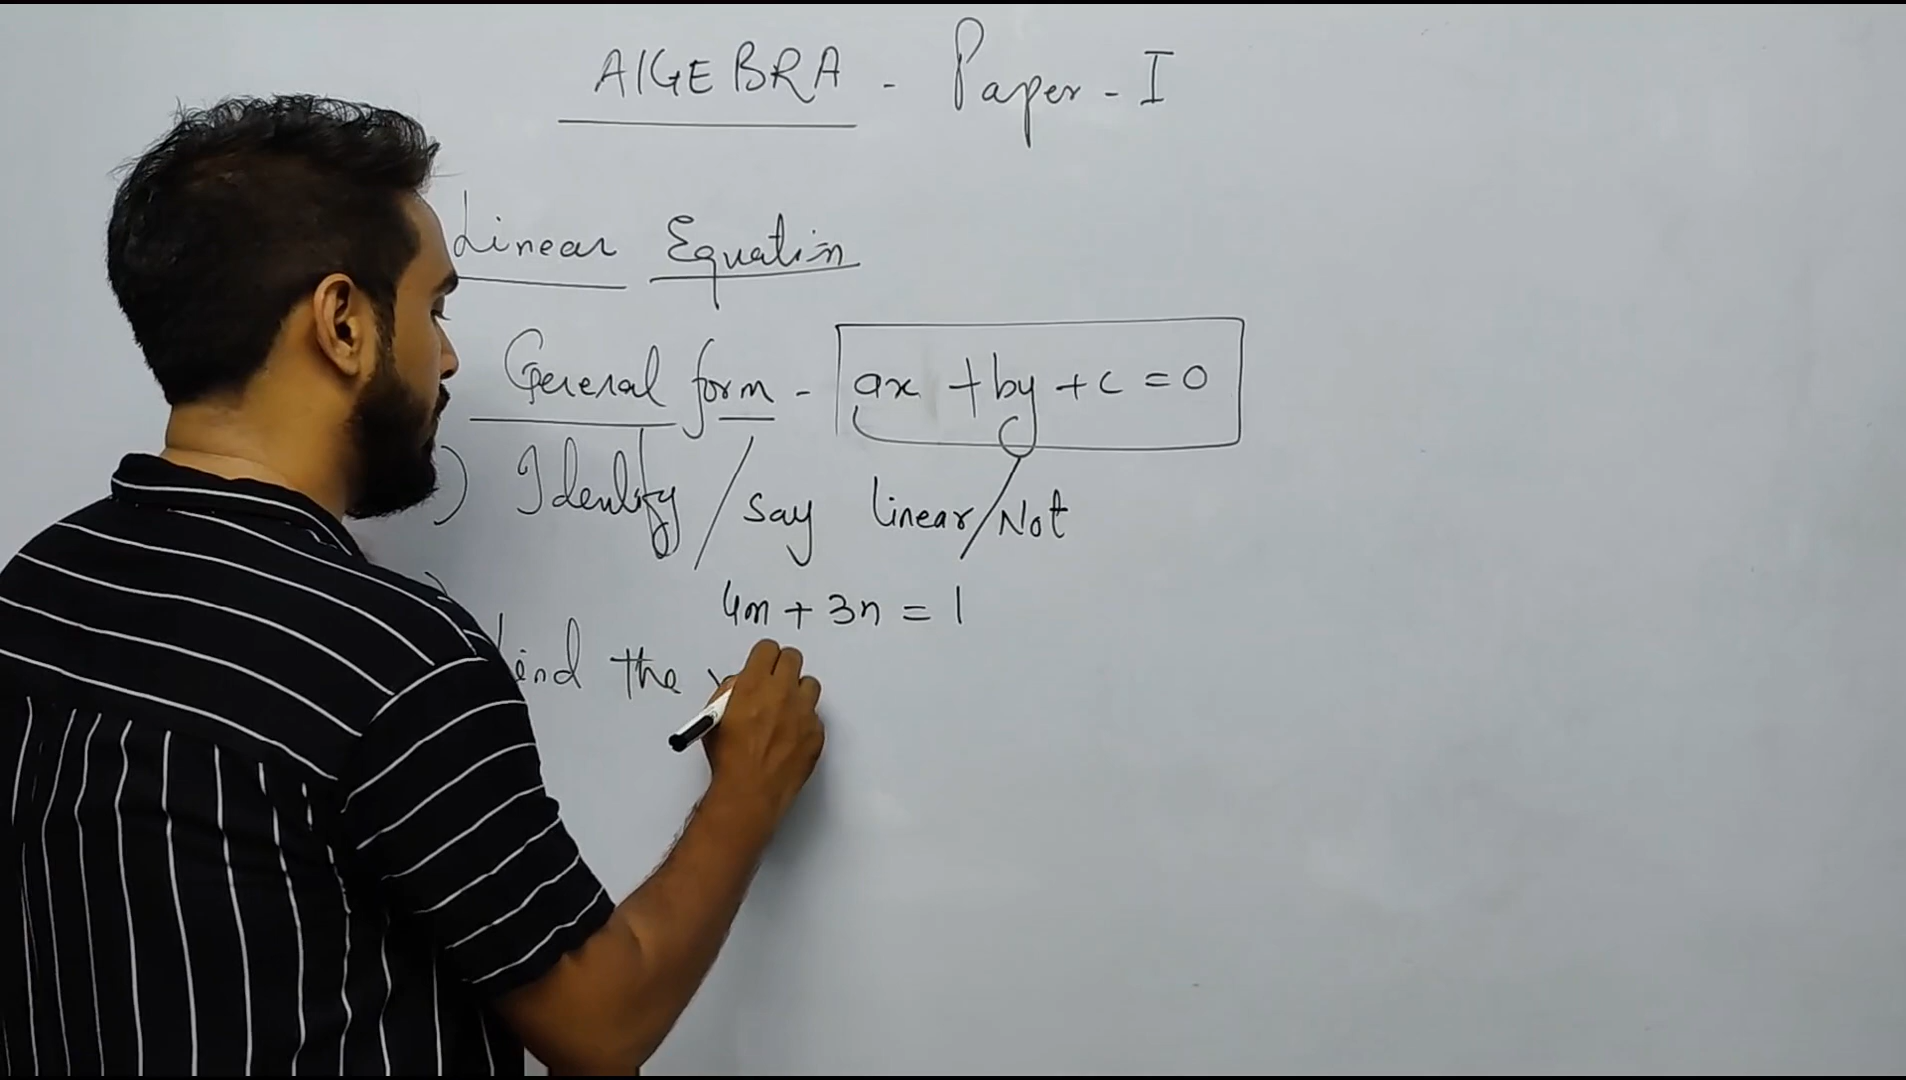 AlGEBRA - Paper - I
Linear Equation
General form - ax + by + c = 0
) Identify / say linear / Not
4m + 3n = 1
the